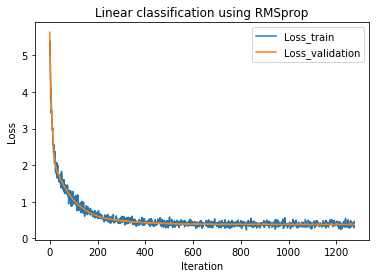 Linear classification using RMSprop
Loss_train
Loss_validation
5
4
3
2
1
0
Loss
0
200
400
600
800
1000
1200
Iteration